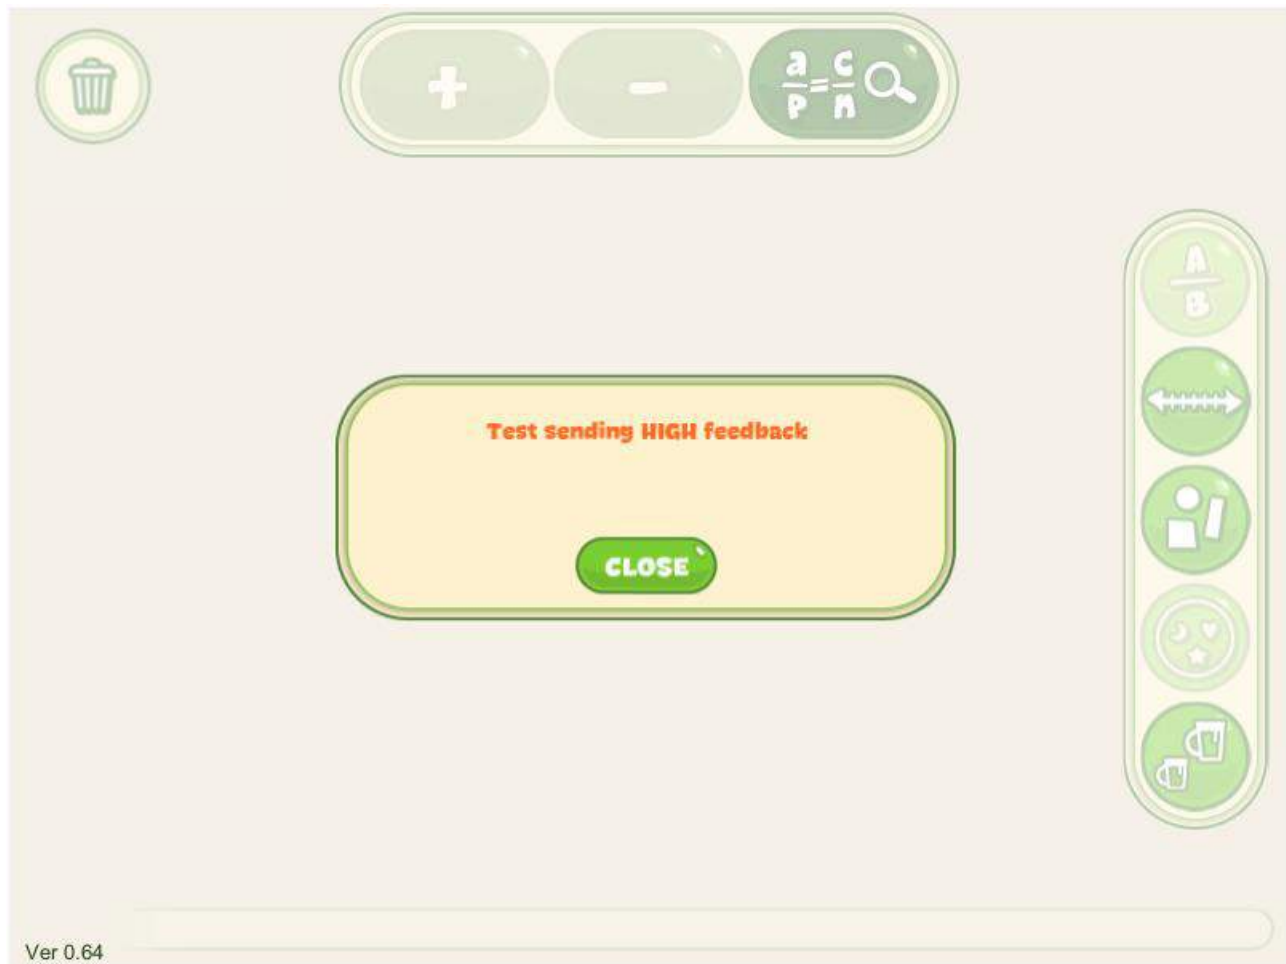 + -
a/p = c/n
A/B
Test sending HIGH feedback
CLOSE
Ver 0.64